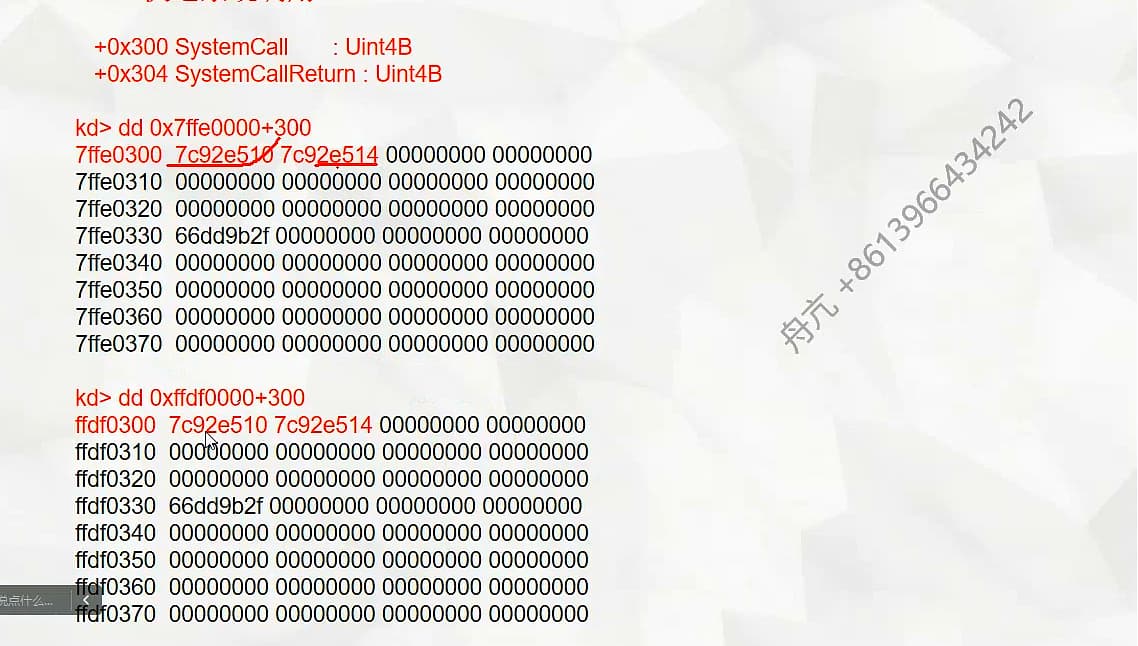 +0x300 SystemCall : Uint4B
+0x304 SystemCallReturn : Uint4B
kd> dd 0x7ffe0000+300
7ffe0300 7c92e510 7c92e514 00000000 00000000
7ffe0310 00000000 00000000 00000000 00000000
7ffe0320 00000000 00000000 00000000 00000000
7ffe0330 66dd9b2f 00000000 00000000 00000000
7ffe0340 00000000 00000000 00000000 00000000
7ffe0350 00000000 00000000 00000000 00000000
7ffe0360 00000000 00000000 00000000 00000000
7ffe0370 00000000 00000000 00000000 00000000
kd> dd 0xffdf0000+300
ffdf0300 7c92e510 7c92e514 00000000 00000000
ffdf0310 00000000 00000000 00000000 00000000
ffdf0320 00000000 00000000 00000000 00000000
ffdf0330 66dd9b2f 00000000 00000000 00000000
ffdf0340 00000000 00000000 00000000 00000000
ffdf0350 00000000 00000000 00000000 00000000
ffdf0360 00000000 00000000 00000000 00000000
ffdf0370 00000000 00000000 00000000 00000000
说点什么...
舟亢 +8613966434242